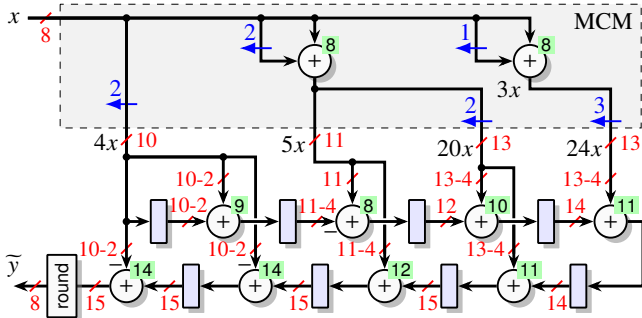 x 8 MCM
2 8 1 8
3x
2 2 3
4x 10 5x 11 20x 13 24x 13
10-2 11 13-4 13-4
10-2 9 11-4 8 12 10 14 11
10-2 10-2 11-4 13-4
ỹ 8 round 15 14 15 14 15 12 15 11 14